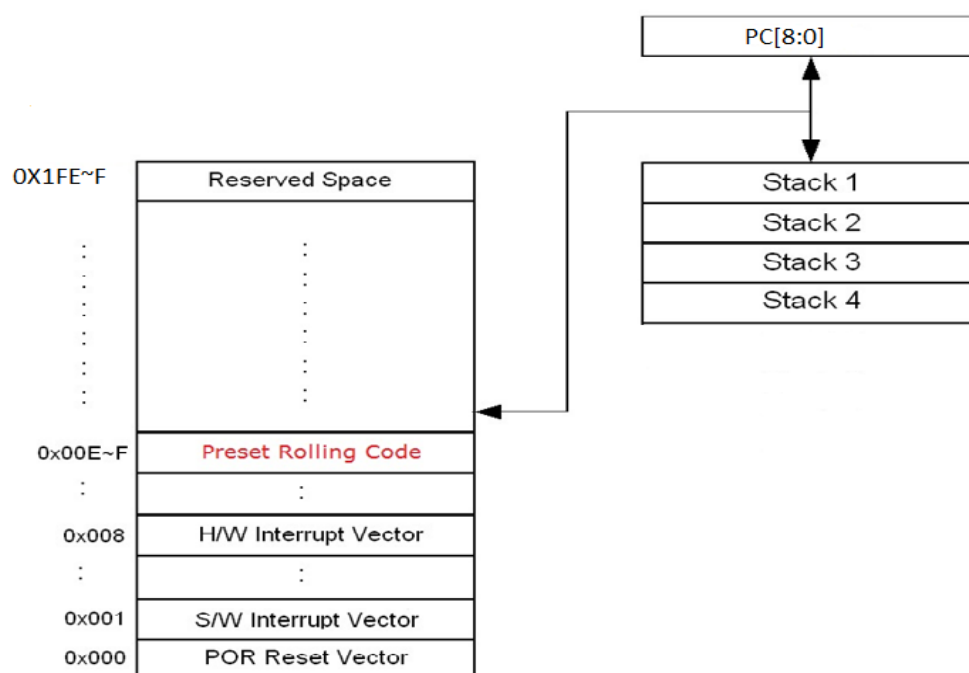 PC[8:0]
0X1FE~F
Reserved Space
Stack 1
Stack 2
Stack 3
Stack 4
:
:
:
:
:
:
:
:
:
:
:
:
0x00E~F
Preset Rolling Code
:
:
0x008
H/W Interrupt Vector
:
:
0x001
S/W Interrupt Vector
0x000
POR Reset Vector